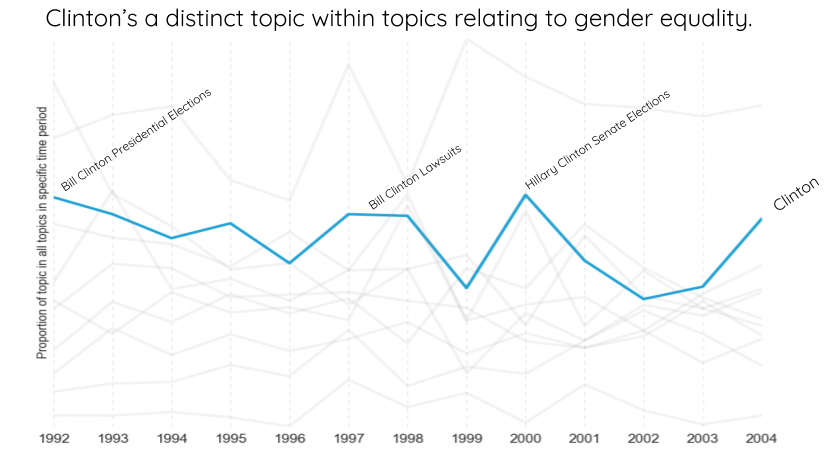 Clinton’s a distinct topic within topics relating to gender equality.
Proportion of topic in all topics in specific time period
Bill Clinton Presidential Elections
Bill Clinton Lawsuits
Hillary Clinton Senate Elections
Clinton
1992 1993 1994 1995 1996 1997 1998 1999 2000 2001 2002 2003 2004